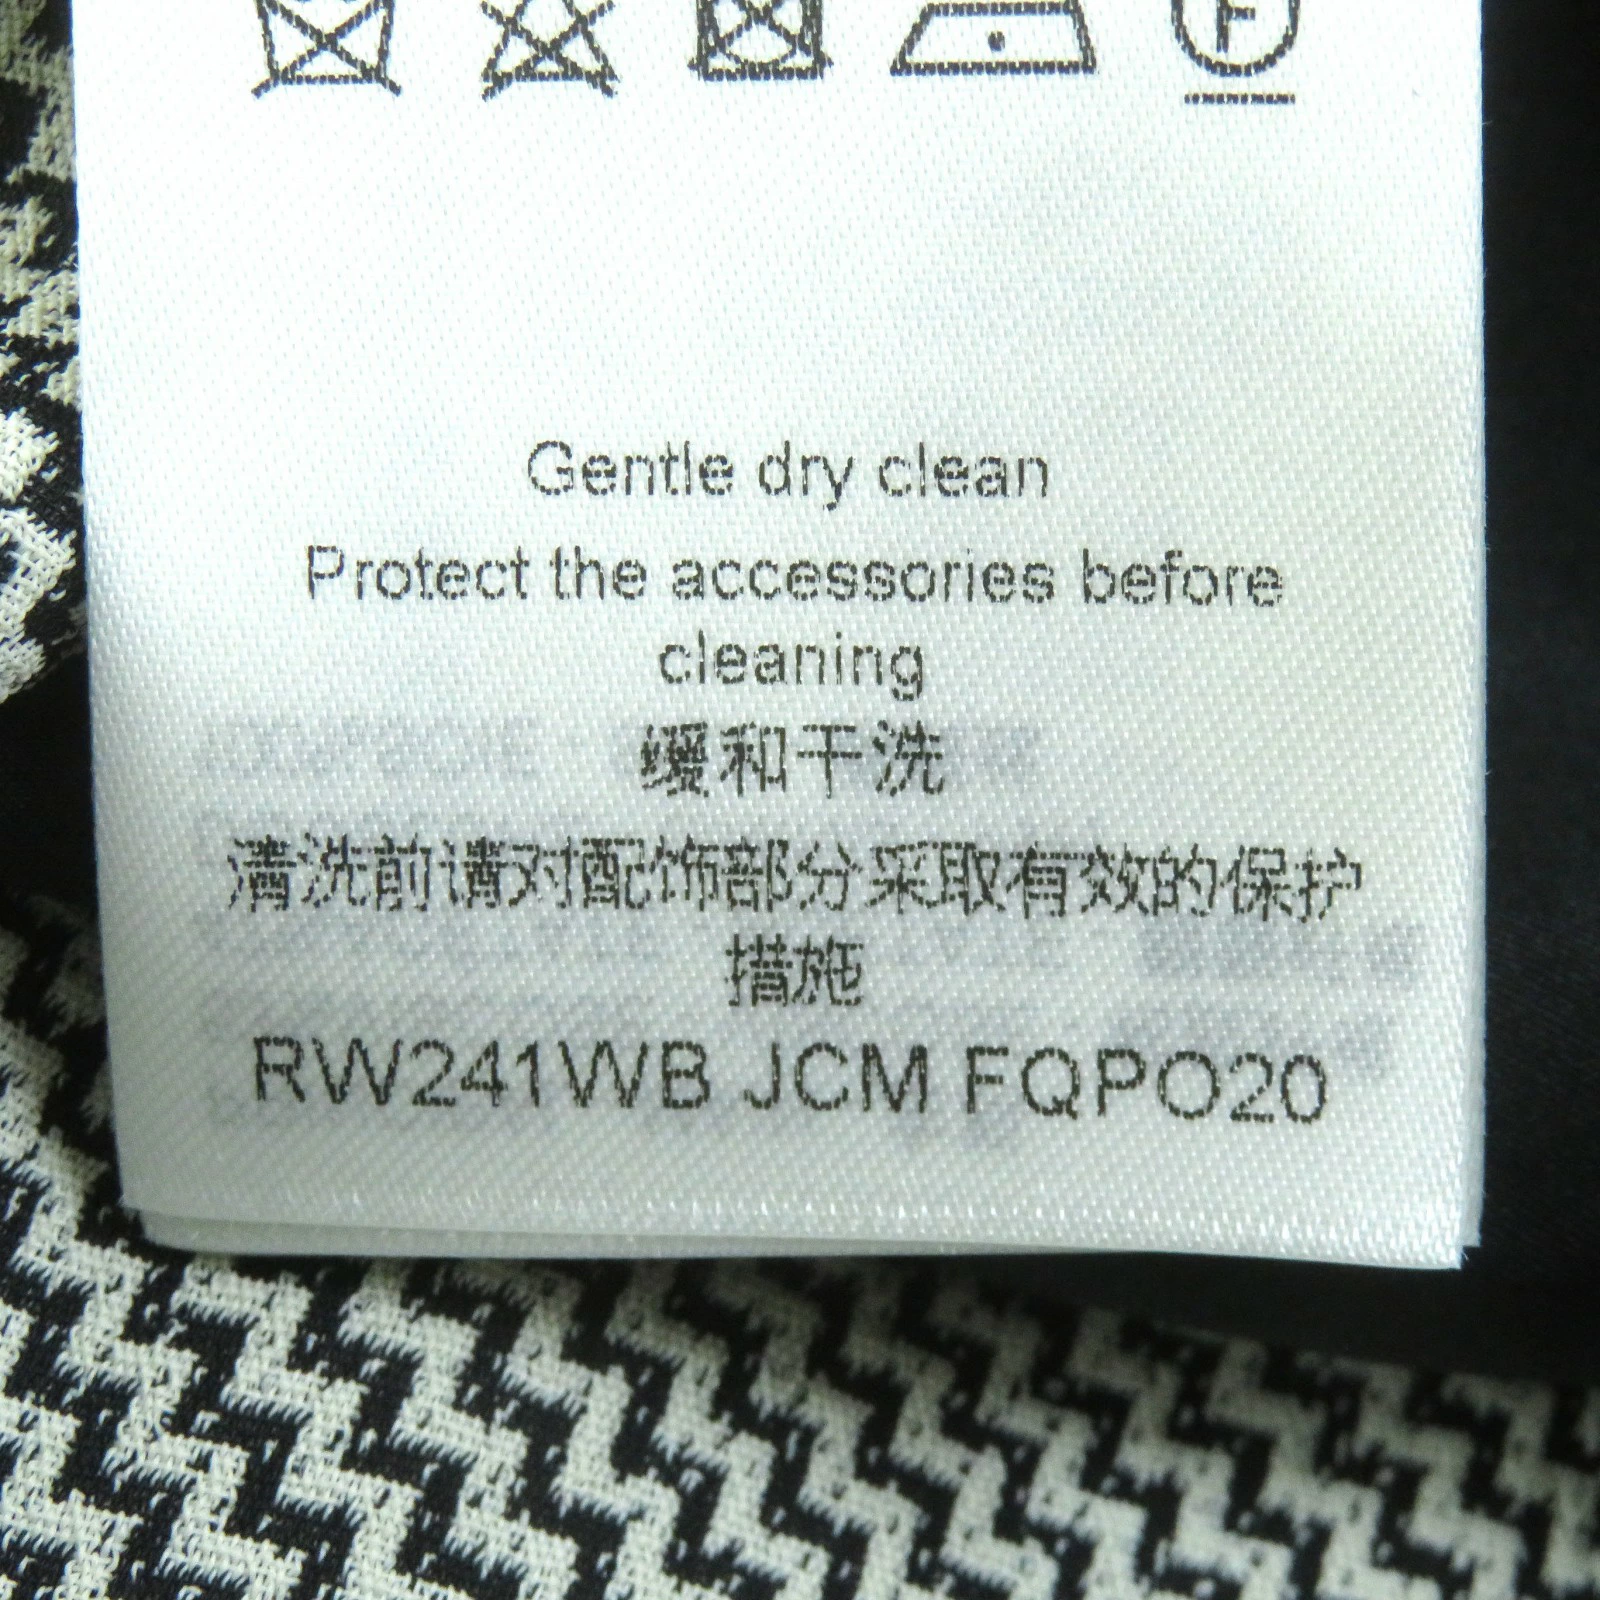 F
Gentle dry clean
Protect the accessories before
cleaning
缓和干洗
清洗前请对配饰部分采取有效的保护
措施
RW241WB JCM FQPO20